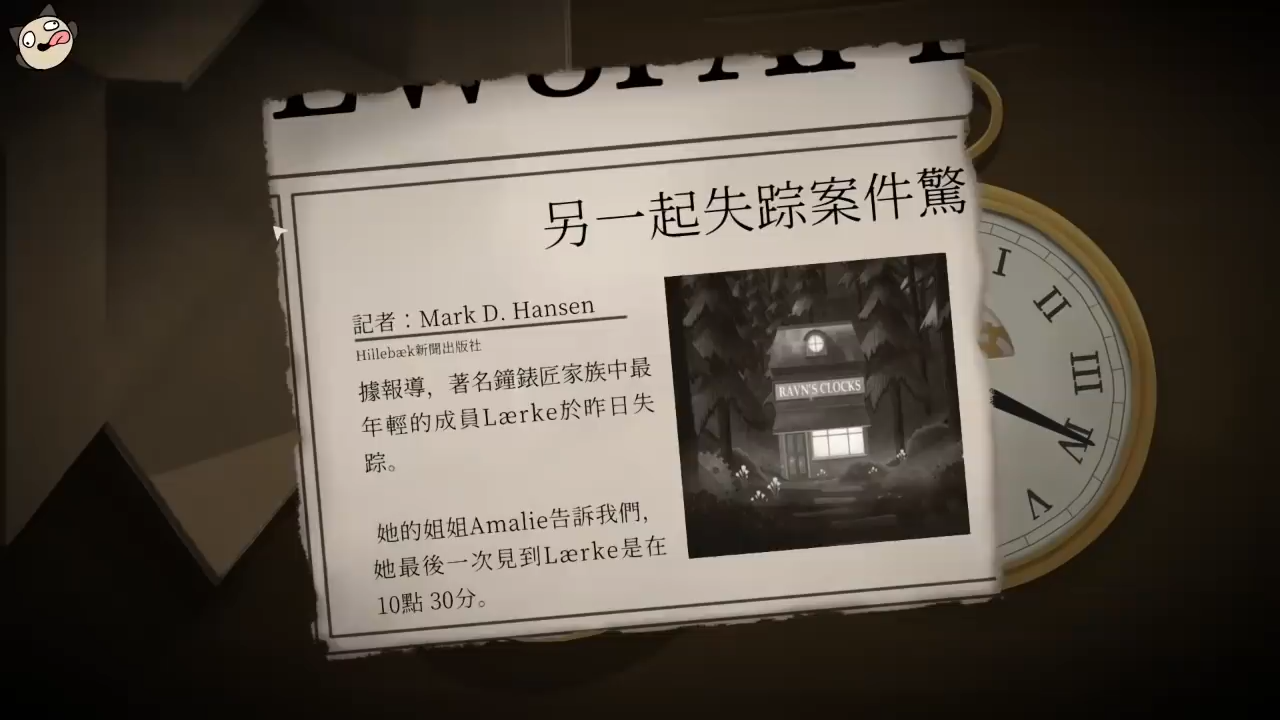 另一起失踪案件驚
記者：Mark D. Hansen
Hillebæk新聞出版社
據報導，著名鐘錶匠家族中最
年輕的成員Lærke於昨日失
踪。
她的姐姐Amalie告訴我們，
她最後一次見到Lærke是在
10點 30分。
RAVN'S CLOCKS
I
II
III
IV
V